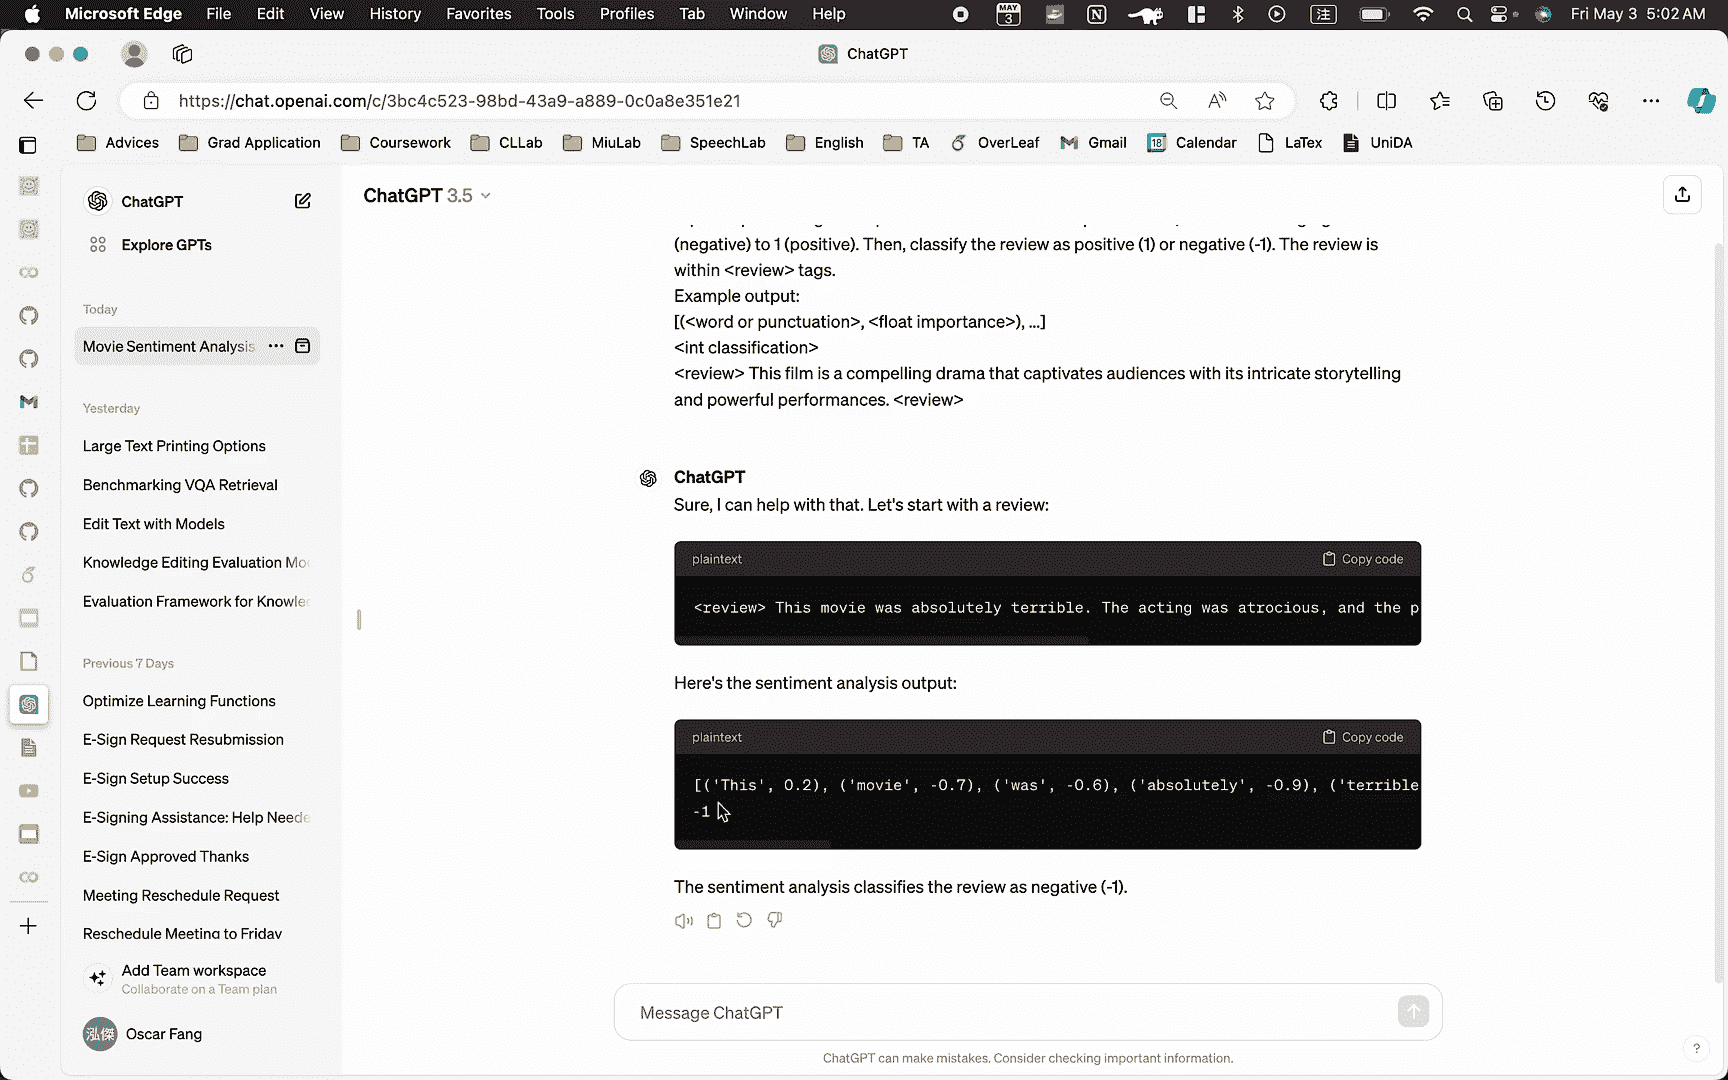 Microsoft Edge File Edit View History Favorites Tools Profiles Tab Window Help MAY 3 注 Fri May 3 5:02 AM
ChatGPT
https://chat.openai.com/c/3bc4c523-98bd-43a9-a889-0c0a8e351e21
Advices Grad Application Coursework CLLab MiuLab SpeechLab English TA OverLeaf Gmail 18 Calendar LaTex UniDA
ChatGPT
Explore GPTs
Today
Movie Sentiment Analysis
Yesterday
Large Text Printing Options
Benchmarking VQA Retrieval
Edit Text with Models
Knowledge Editing Evaluation Mo
Evaluation Framework for Knowle
Previous 7 Days
Optimize Learning Functions
E-Sign Request Resubmission
E-Sign Setup Success
E-Signing Assistance: Help Neede
E-Sign Approved Thanks
Meeting Reschedule Request
Reschedule Meeting to Friday
Add Team workspace
Collaborate on a Team plan
泓傑 Oscar Fang
ChatGPT 3.5
(negative) to 1 (positive). Then, classify the review as positive (1) or negative (-1). The review is
within <review> tags.
Example output:
[(<word or punctuation>, <float importance>), ...]
<int classification>
<review> This film is a compelling drama that captivates audiences with its intricate storytelling
and powerful performances. <review>
ChatGPT
Sure, I can help with that. Let's start with a review:
plaintext Copy code
<review> This movie was absolutely terrible. The acting was atrocious, and the p
Here's the sentiment analysis output:
plaintext Copy code
[('This', 0.2), ('movie', -0.7), ('was', -0.6), ('absolutely', -0.9), ('terrible
-1
The sentiment analysis classifies the review as negative (-1).
Message ChatGPT
ChatGPT can make mistakes. Consider checking important information.
?